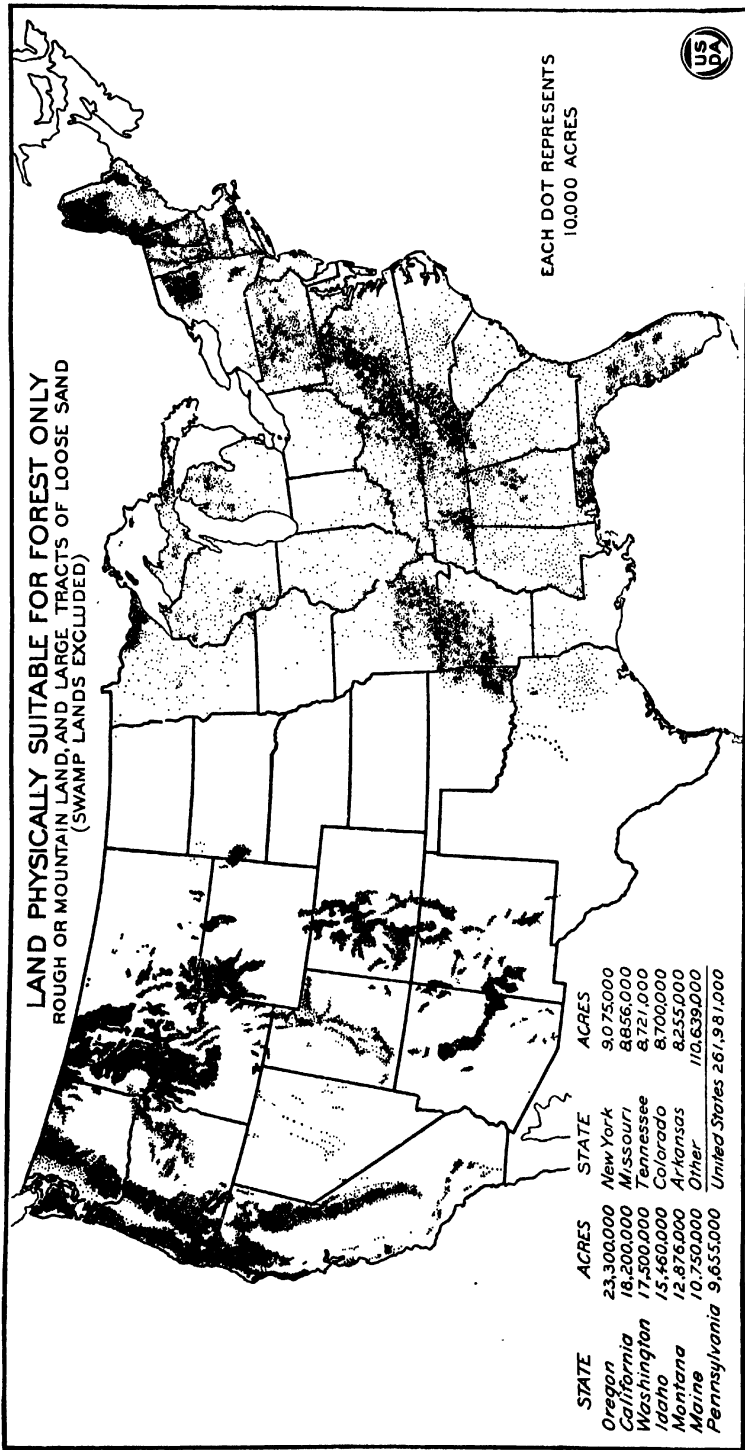 LAND PHYSICALLY SUITABLE FOR FOREST ONLY
ROUGH OR MOUNTAIN LAND, AND LARGE TRACTS OF LOOSE SAND
(SWAMP LANDS EXCLUDED)
EACH DOT REPRESENTS
10,000 ACRES
US
DA
STATE ACRES STATE ACRES
Oregon 23,300,000 New York 9,075,000
California 18,200,000 Missouri 8,856,000
Washington 17,500,000 Tennessee 8,721,000
Idaho 15,460,000 Colorado 8,700,000
Montana 12,876,000 Arkansas 8,255,000
Maine 10,750,000 Other 110,639,000
Pennsylvania 9,655,000 United States 261,981,000